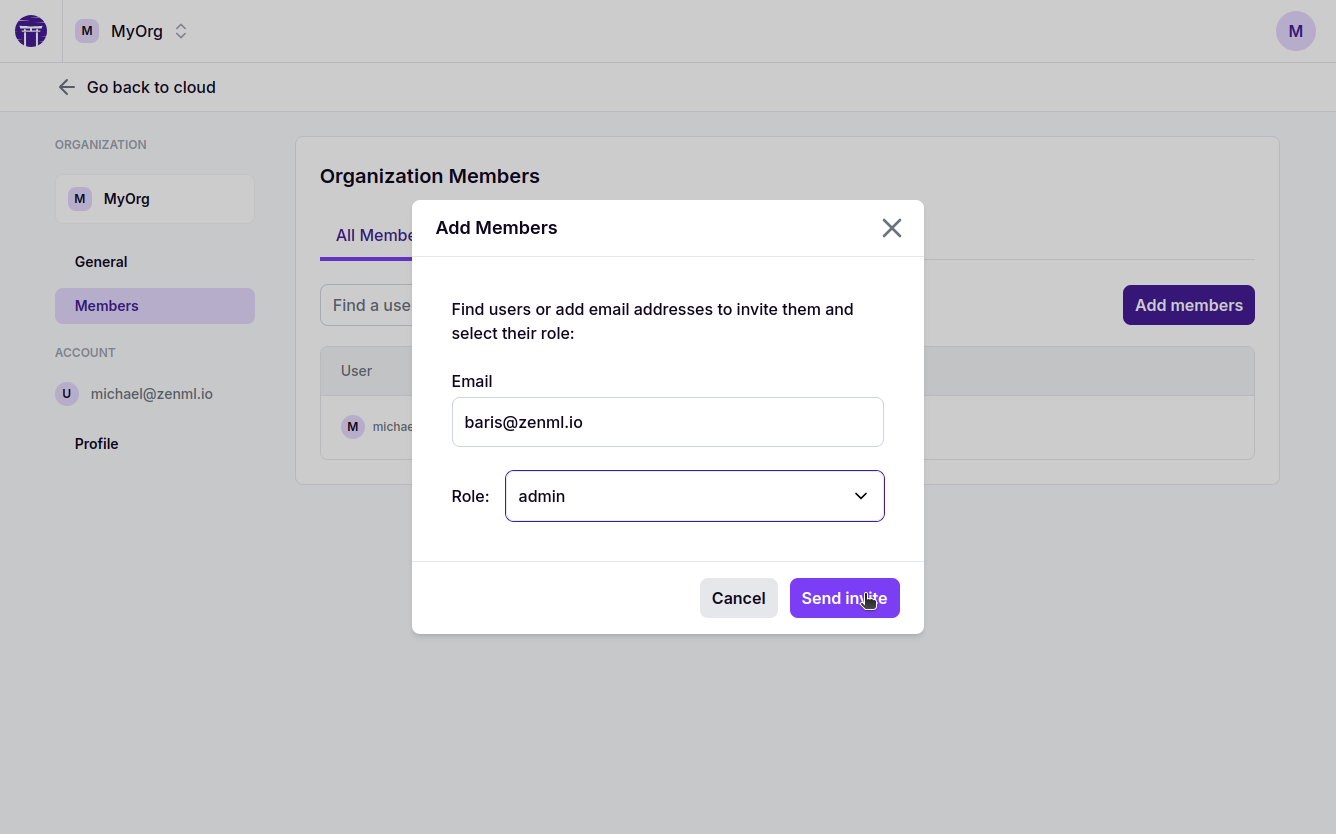 M MyOrg
M
Go back to cloud
ORGANIZATION
M MyOrg
General
Members
ACCOUNT
U michael@zenml.io
Profile
Organization Members
All Membe
Find a use
Add members
User
M michae
Add Members
Find users or add email addresses to invite them and
select their role:
Email
baris@zenml.io
Role: admin
Cancel
Send invite